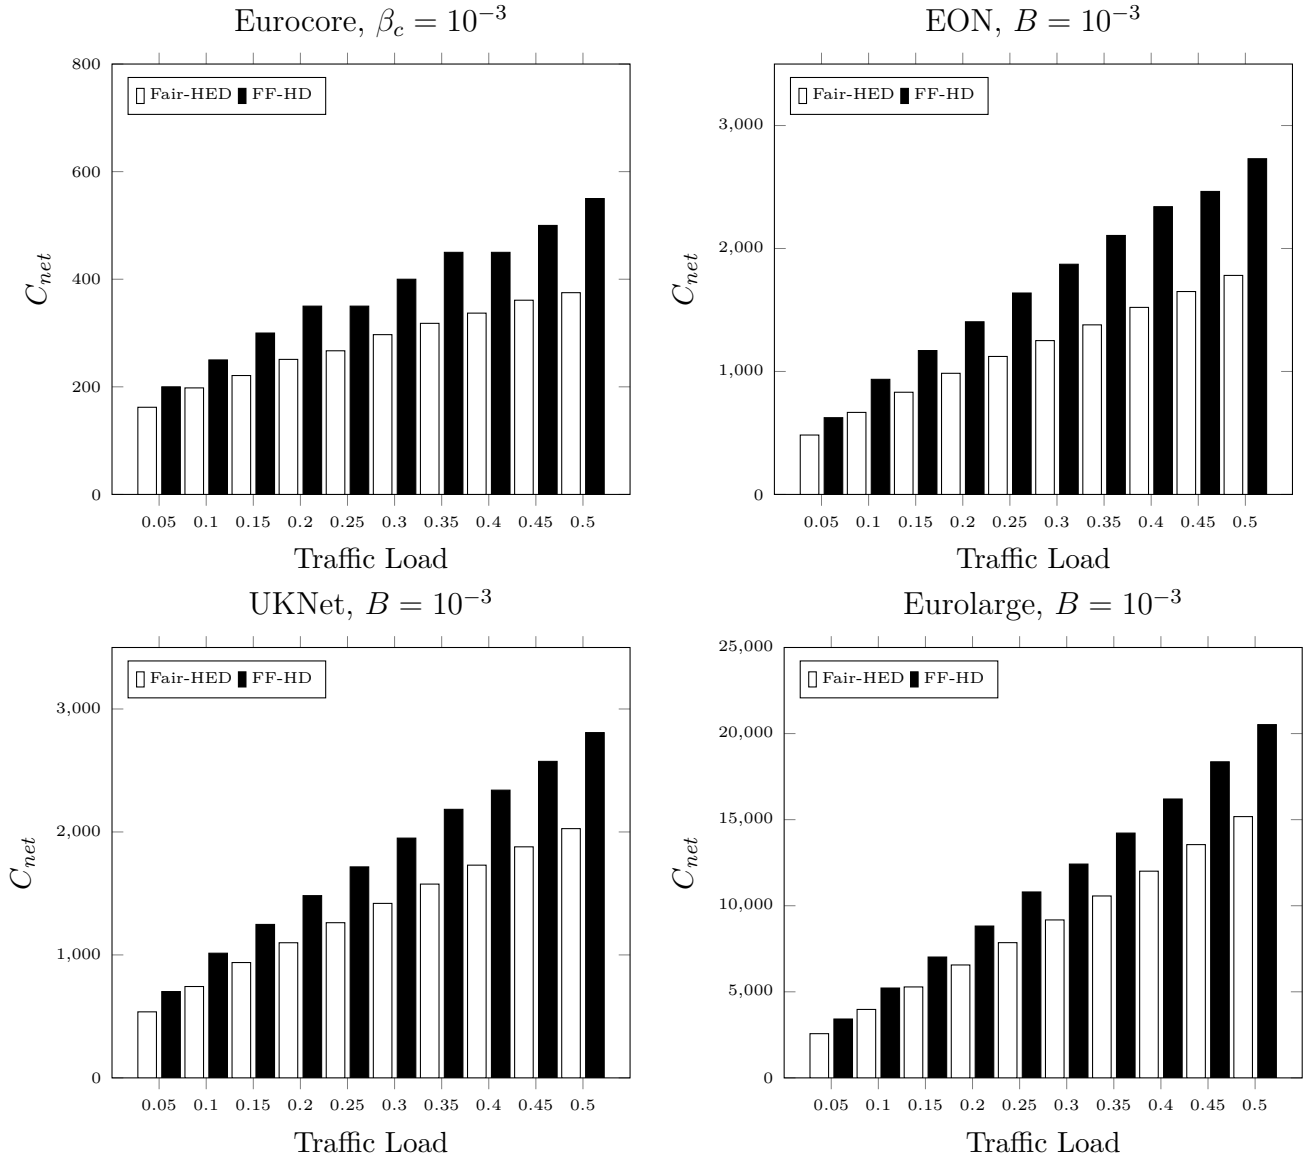 Eurocore, β_c = 10⁻³
800
600
400
200
0
C_net
Fair-HED FF-HD
0.05 0.1 0.15 0.2 0.25 0.3 0.35 0.4 0.45 0.5
Traffic Load
EON, B = 10⁻³
3,000
2,000
1,000
0
C_net
Fair-HED FF-HD
0.05 0.1 0.15 0.2 0.25 0.3 0.35 0.4 0.45 0.5
Traffic Load
UKNet, B = 10⁻³
3,000
2,000
1,000
0
C_net
Fair-HED FF-HD
0.05 0.1 0.15 0.2 0.25 0.3 0.35 0.4 0.45 0.5
Traffic Load
Eurolarge, B = 10⁻³
25,000
20,000
15,000
10,000
5,000
0
C_net
Fair-HED FF-HD
0.05 0.1 0.15 0.2 0.25 0.3 0.35 0.4 0.45 0.5
Traffic Load